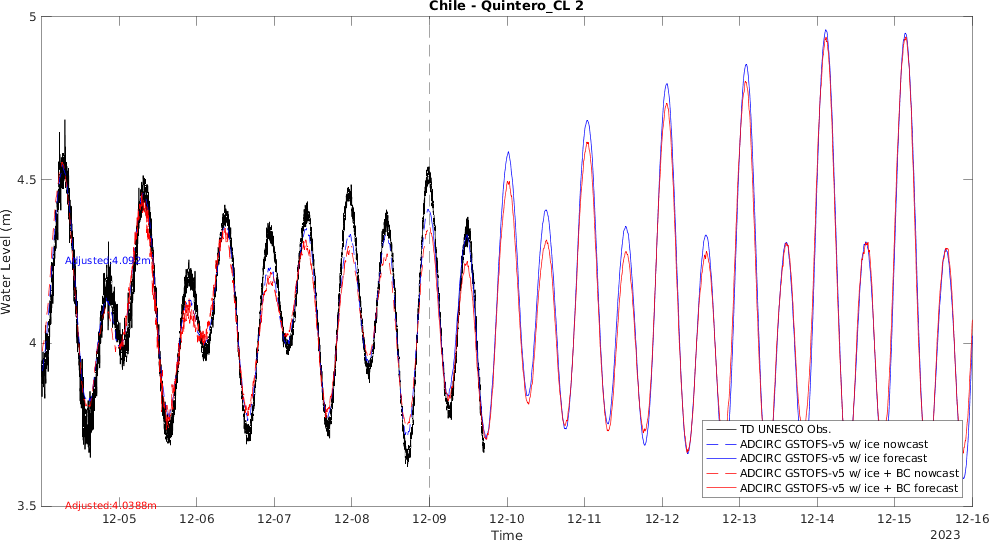 Chile - Quintero_CL 2
5
4.5
4
3.5
Water Level (m)
Adjusted:4.092m
Adjusted:4.0388m
TD UNESCO Obs.
ADCIRC GSTOFS-v5 w/ ice nowcast
ADCIRC GSTOFS-v5 w/ ice forecast
ADCIRC GSTOFS-v5 w/ ice + BC nowcast
ADCIRC GSTOFS-v5 w/ ice + BC forecast
12-05 12-06 12-07 12-08 12-09 12-10 12-11 12-12 12-13 12-14 12-15 12-16
Time
2023